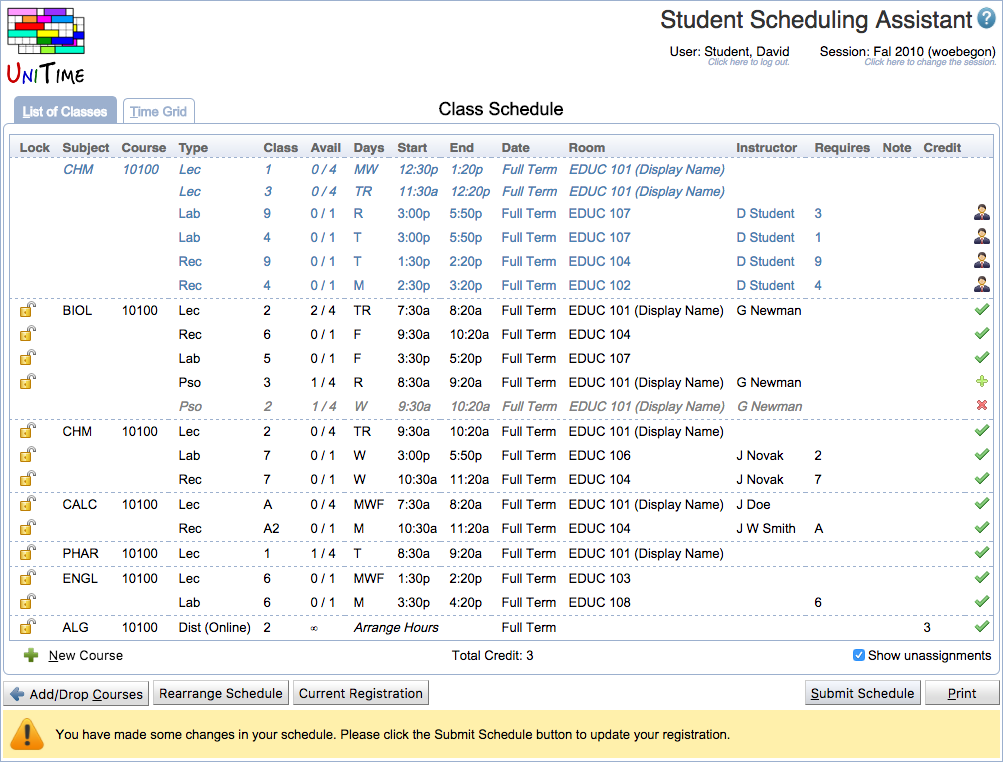 Student Scheduling Assistant ?
UNITIME
User: Student, David Session: Fal 2010 (woebegon)
Click here to log out. Click here to change the session.
List of Classes Time Grid Class Schedule
Lock Subject Course Type Class Avail Days Start End Date Room Instructor Requires Note Credit
CHM 10100 Lec 1 0 / 4 MW 12:30p 1:20p Full Term EDUC 101 (Display Name)
Lec 3 0 / 4 TR 11:30a 12:20p Full Term EDUC 101 (Display Name)
Lab 9 0 / 1 R 3:00p 5:50p Full Term EDUC 107 D Student 3
Lab 4 0 / 1 T 3:00p 5:50p Full Term EDUC 107 D Student 1
Rec 9 0 / 1 T 1:30p 2:20p Full Term EDUC 104 D Student 9
Rec 4 0 / 1 M 2:30p 3:20p Full Term EDUC 102 D Student 4
BIOL 10100 Lec 2 2 / 4 TR 7:30a 8:20a Full Term EDUC 101 (Display Name) G Newman
Rec 6 0 / 1 F 9:30a 10:20a Full Term EDUC 104
Lab 5 0 / 1 F 3:30p 5:20p Full Term EDUC 107
Pso 3 1 / 4 R 8:30a 9:20a Full Term EDUC 101 (Display Name) G Newman
Pso 2 1 / 4 W 9:30a 10:20a Full Term EDUC 101 (Display Name) G Newman
CHM 10100 Lec 2 0 / 4 TR 9:30a 10:20a Full Term EDUC 101 (Display Name)
Lab 7 0 / 1 W 3:00p 5:50p Full Term EDUC 106 J Novak 2
Rec 7 0 / 1 W 10:30a 11:20a Full Term EDUC 104 J Novak 7
CALC 10100 Lec A 0 / 4 MWF 7:30a 8:20a Full Term EDUC 101 (Display Name) J Doe
Rec A2 0 / 1 M 10:30a 11:20a Full Term EDUC 104 J W Smith A
PHAR 10100 Lec 1 1 / 4 T 8:30a 9:20a Full Term EDUC 101 (Display Name)
ENGL 10100 Lec 6 0 / 1 MWF 1:30p 2:20p Full Term EDUC 103
Lab 6 0 / 1 M 3:30p 4:20p Full Term EDUC 108 6
ALG 10100 Dist (Online) 2 ∞ Arrange Hours Full Term 3
New Course Total Credit: 3 Show unassignments
Add/Drop Courses Rearrange Schedule Current Registration Submit Schedule Print
You have made some changes in your schedule. Please click the Submit Schedule button to update your registration.